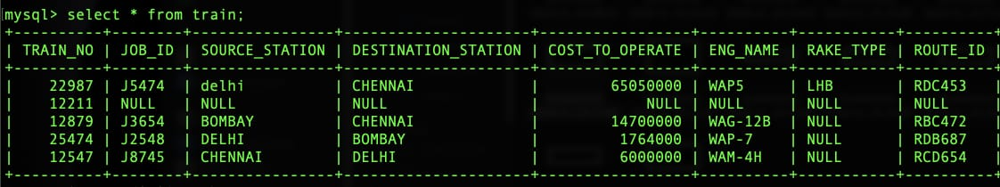 mysql> select * from train;
+----------+--------+----------------+---------------------+-----------------+----------+-----------+----------+
| TRAIN_NO | JOB_ID | SOURCE_STATION | DESTINATION_STATION | COST_TO_OPERATE | ENG_NAME | RAKE_TYPE | ROUTE_ID |
+----------+--------+----------------+---------------------+-----------------+----------+-----------+----------+
|    22987 | J5474  | delhi          | CHENNAI             |        65050000 | WAP5     | LHB       | RDC453   |
|    12211 | NULL   | NULL           | NULL                |            NULL | NULL     | NULL      | NULL     |
|    12879 | J3654  | BOMBAY         | CHENNAI             |        14700000 | WAG-12B  | NULL      | RBC472   |
|    25474 | J2548  | DELHI          | BOMBAY              |         1764000 | WAP-7    | NULL      | RDB687   |
|    12547 | J8745  | CHENNAI        | DELHI               |         6000000 | WAM-4H   | NULL      | RCD654   |
+----------+--------+----------------+---------------------+-----------------+----------+-----------+----------+